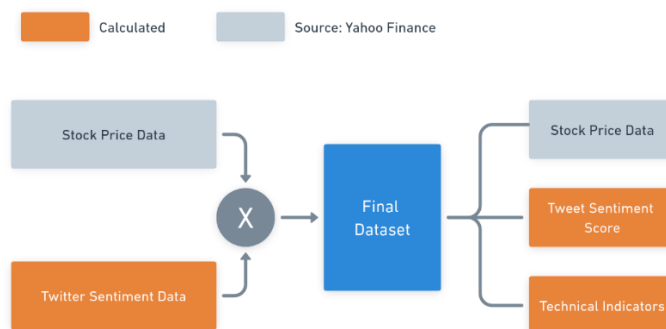 Calculated
Source: Yahoo Finance
Stock Price Data
Stock Price Data
X
Final
Dataset
Tweet Sentiment
Score
Twitter Sentiment Data
Technical Indicators